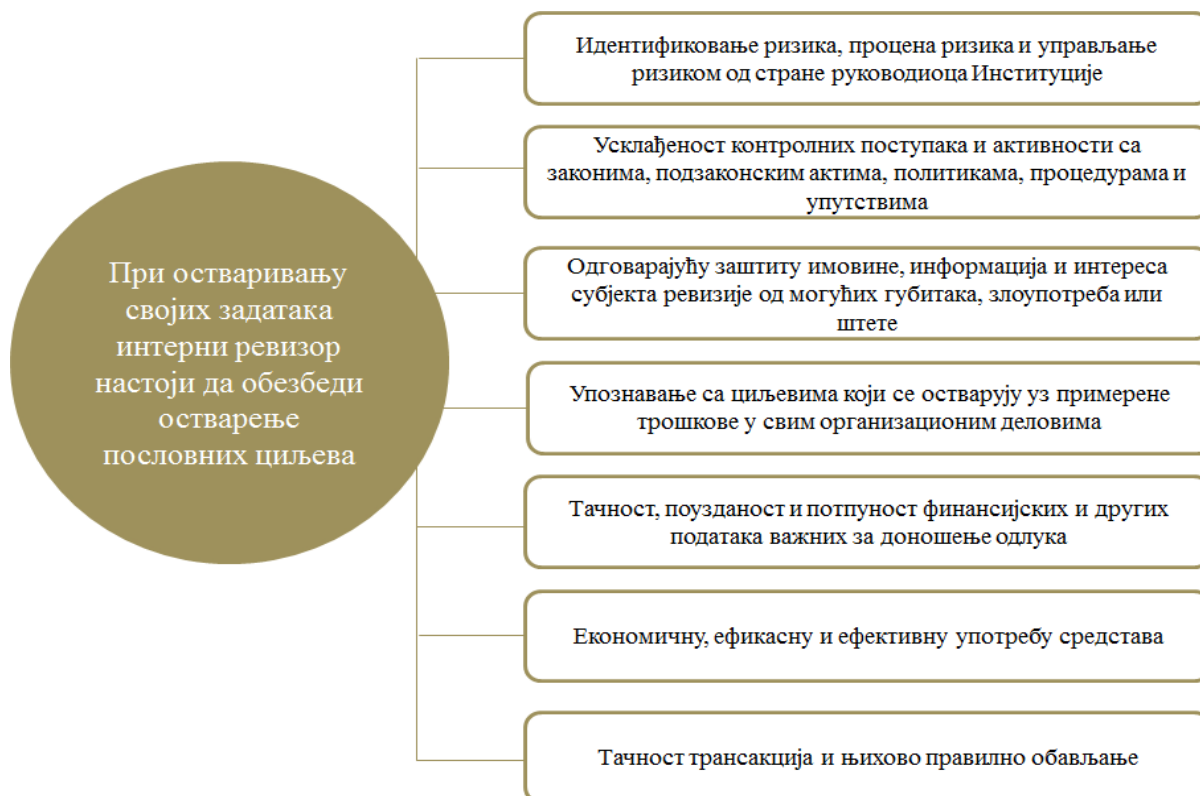 При остваривању
својих задатака
интерни ревизор
настоји да обезбеди
остварење
пословних циљева
Идентификовање ризика, процена ризика и управљање
ризиком од стране руководиоца Институције
Усклађеност контролних поступака и активности са
законима, подзаконским актима, политикама, процедурама и
упутствима
Одговарајућу заштиту имовине, информација и интереса
субјекта ревизије од могућих губитака, злоупотреба или
штете
Упознавање са циљевима који се остварују уз примерене
трошкове у свим организационим деловима
Тачност, поузданост и потпуност финансијских и других
података важних за доношење одлука
Економичну, ефикасну и ефективну употребу средстава
Тачност трансакција и њихово правилно обављање